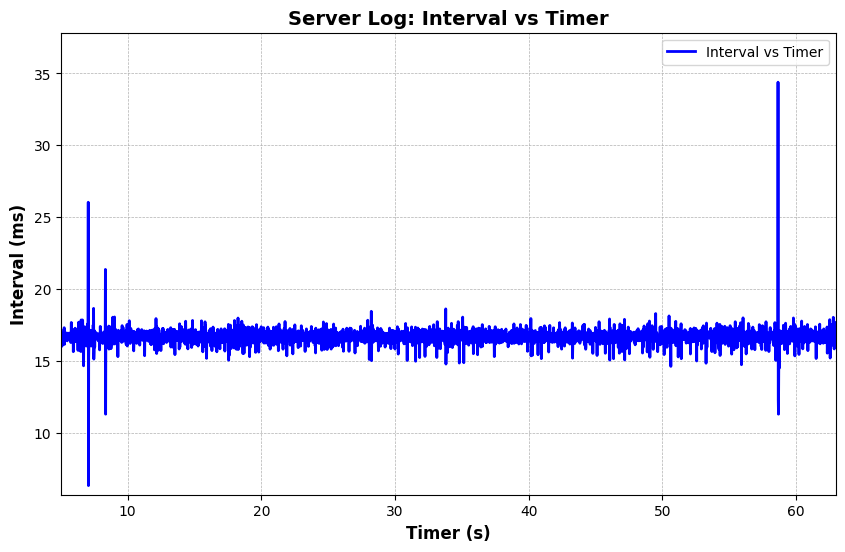 Server Log: Interval vs Timer
Interval vs Timer
35
30
25
20
15
10
Interval (ms)
10 20 30 40 50 60
Timer (s)